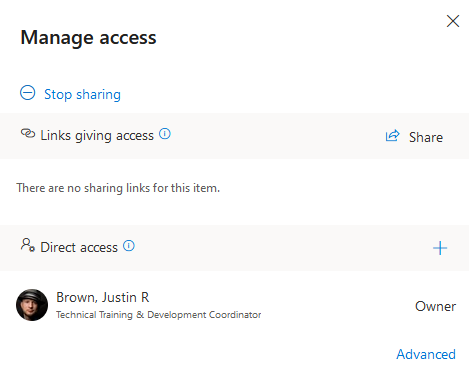 Manage access
Stop sharing
Links giving access
Share
There are no sharing links for this item.
Direct access
Brown, Justin R
Technical Training & Development Coordinator
Owner
Advanced